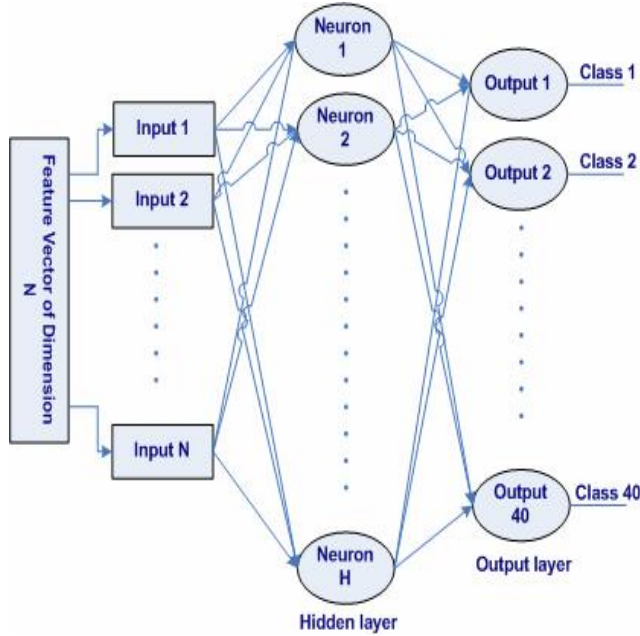 Feature Vector of Dimension
N
Input 1
Input 2
Input N
Neuron
1
Neuron
2
Neuron
H
Hidden layer
Output 1
Output 2
Output
40
Output layer
Class 1
Class 2
Class 40